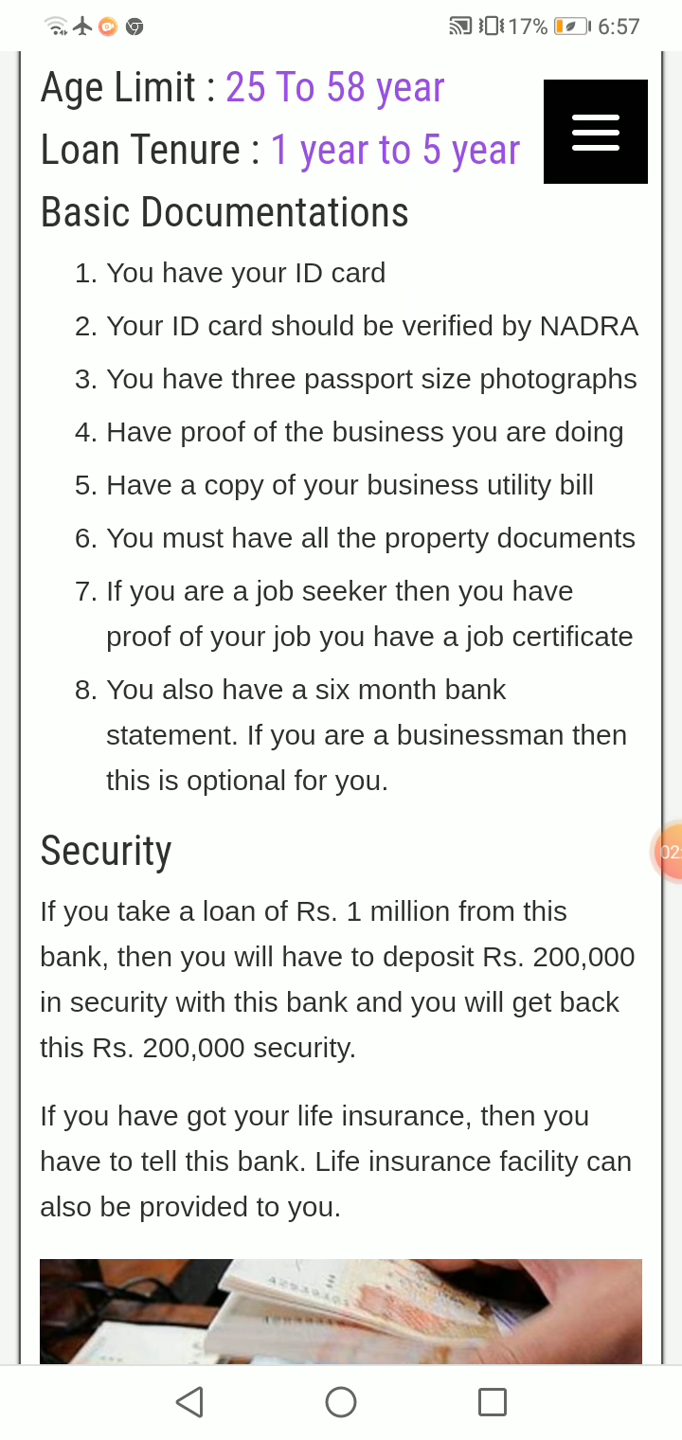 17% 6:57
Age Limit : 25 To 58 year
Loan Tenure : 1 year to 5 year
Basic Documentations
1. You have your ID card
2. Your ID card should be verified by NADRA
3. You have three passport size photographs
4. Have proof of the business you are doing
5. Have a copy of your business utility bill
6. You must have all the property documents
7. If you are a job seeker then you have
proof of your job you have a job certificate
8. You also have a six month bank
statement. If you are a businessman then
this is optional for you.
02:
Security
If you take a loan of Rs. 1 million from this
bank, then you will have to deposit Rs. 200,000
in security with this bank and you will get back
this Rs. 200,000 security.
If you have got your life insurance, then you
have to tell this bank. Life insurance facility can
also be provided to you.